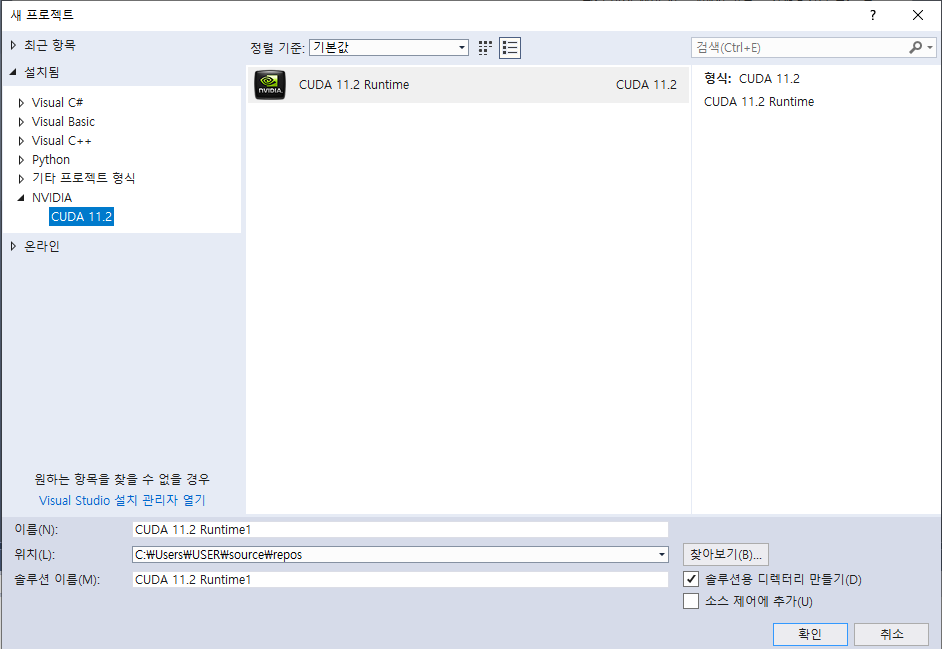 새 프로젝트
?
최근 항목
설치됨
Visual C#
Visual Basic
Visual C++
Python
기타 프로젝트 형식
NVIDIA
CUDA 11.2
온라인
원하는 항목을 찾을 수 없을 경우
Visual Studio 설치 관리자 열기
정렬 기준: 기본값
NVIDIA.
CUDA 11.2 Runtime CUDA 11.2
검색(Ctrl+E)
형식: CUDA 11.2
CUDA 11.2 Runtime
이름(N): CUDA 11.2 Runtime1
위치(L): C:₩Users₩USER₩source₩repos 찾아보기(B)...
솔루션 이름(M): CUDA 11.2 Runtime1 솔루션용 디렉터리 만들기(D)
소스 제어에 추가(U)
확인 취소